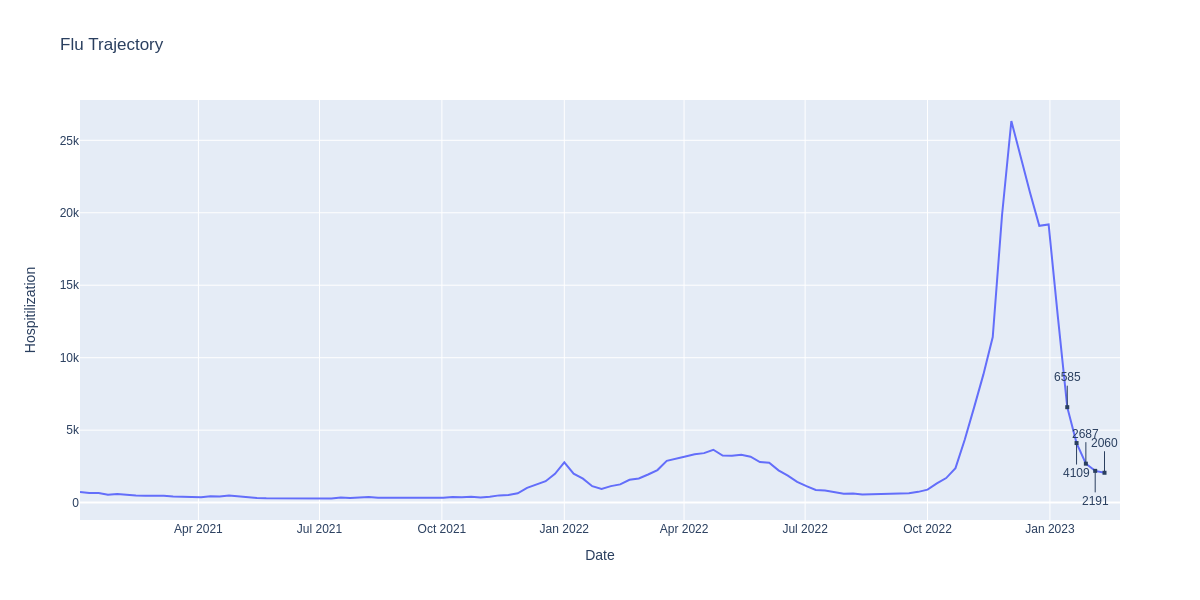 Flu Trajectory
Hospitilization
25k
20k
15k
10k
5k
0
6585
2687
2060
4109
2191
Apr 2021
Jul 2021
Oct 2021
Jan 2022
Apr 2022
Jul 2022
Oct 2022
Jan 2023
Date